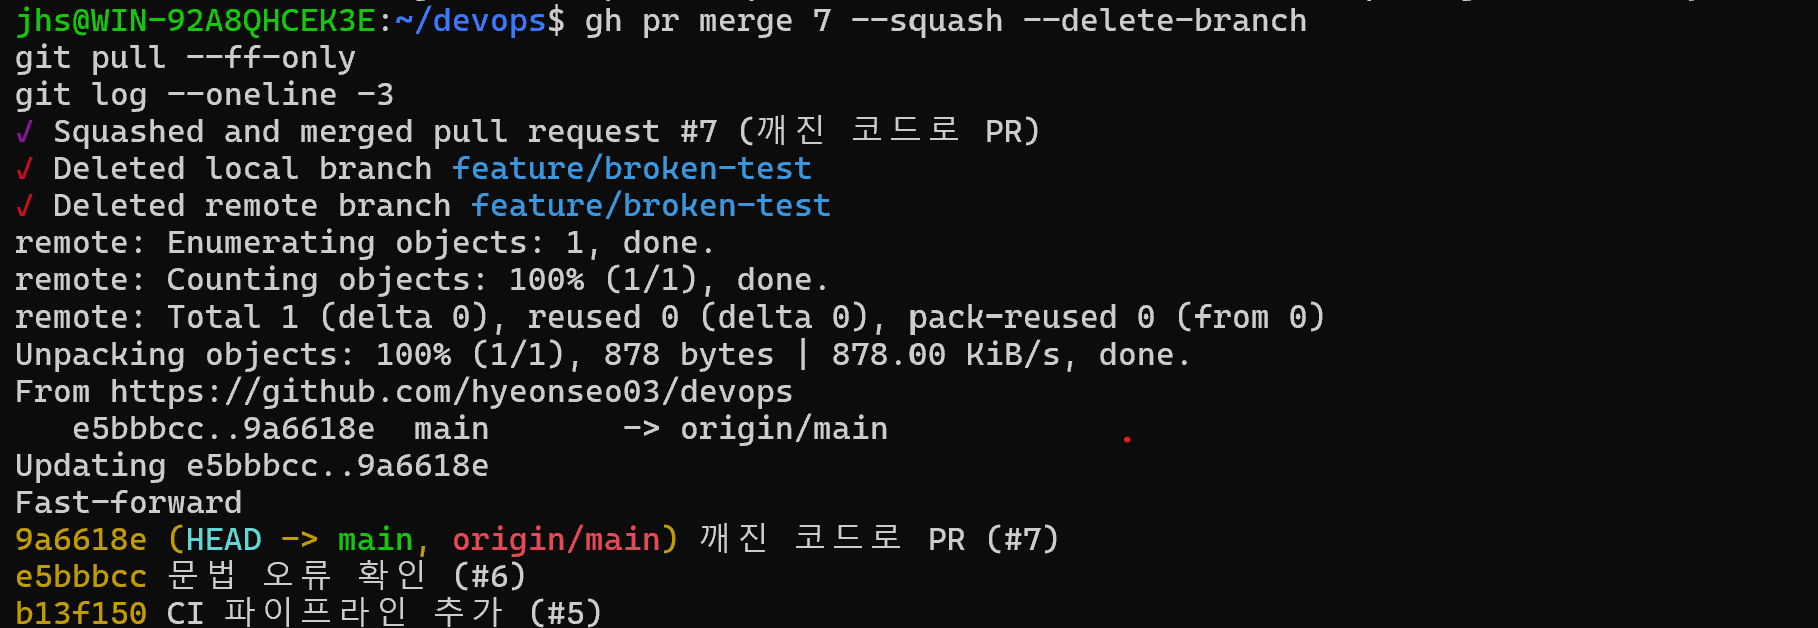 jhs@WIN-92A8QHCEK3E:~/devops$ gh pr merge 7 --squash --delete-branch
git pull --ff-only
git log --oneline -3
✓ Squashed and merged pull request #7 (깨진 코드로 PR)
✓ Deleted local branch feature/broken-test
✓ Deleted remote branch feature/broken-test
remote: Enumerating objects: 1, done.
remote: Counting objects: 100% (1/1), done.
remote: Total 1 (delta 0), reused 0 (delta 0), pack-reused 0 (from 0)
Unpacking objects: 100% (1/1), 878 bytes | 878.00 KiB/s, done.
From https://github.com/hyeonseo03/devops
   e5bbbcc..9a6618e  main       -> origin/main
Updating e5bbbcc..9a6618e
Fast-forward
9a6618e (HEAD -> main, origin/main) 깨진 코드로 PR (#7)
e5bbbcc 문법 오류 확인 (#6)
b13f150 CI 파이프라인 추가 (#5)